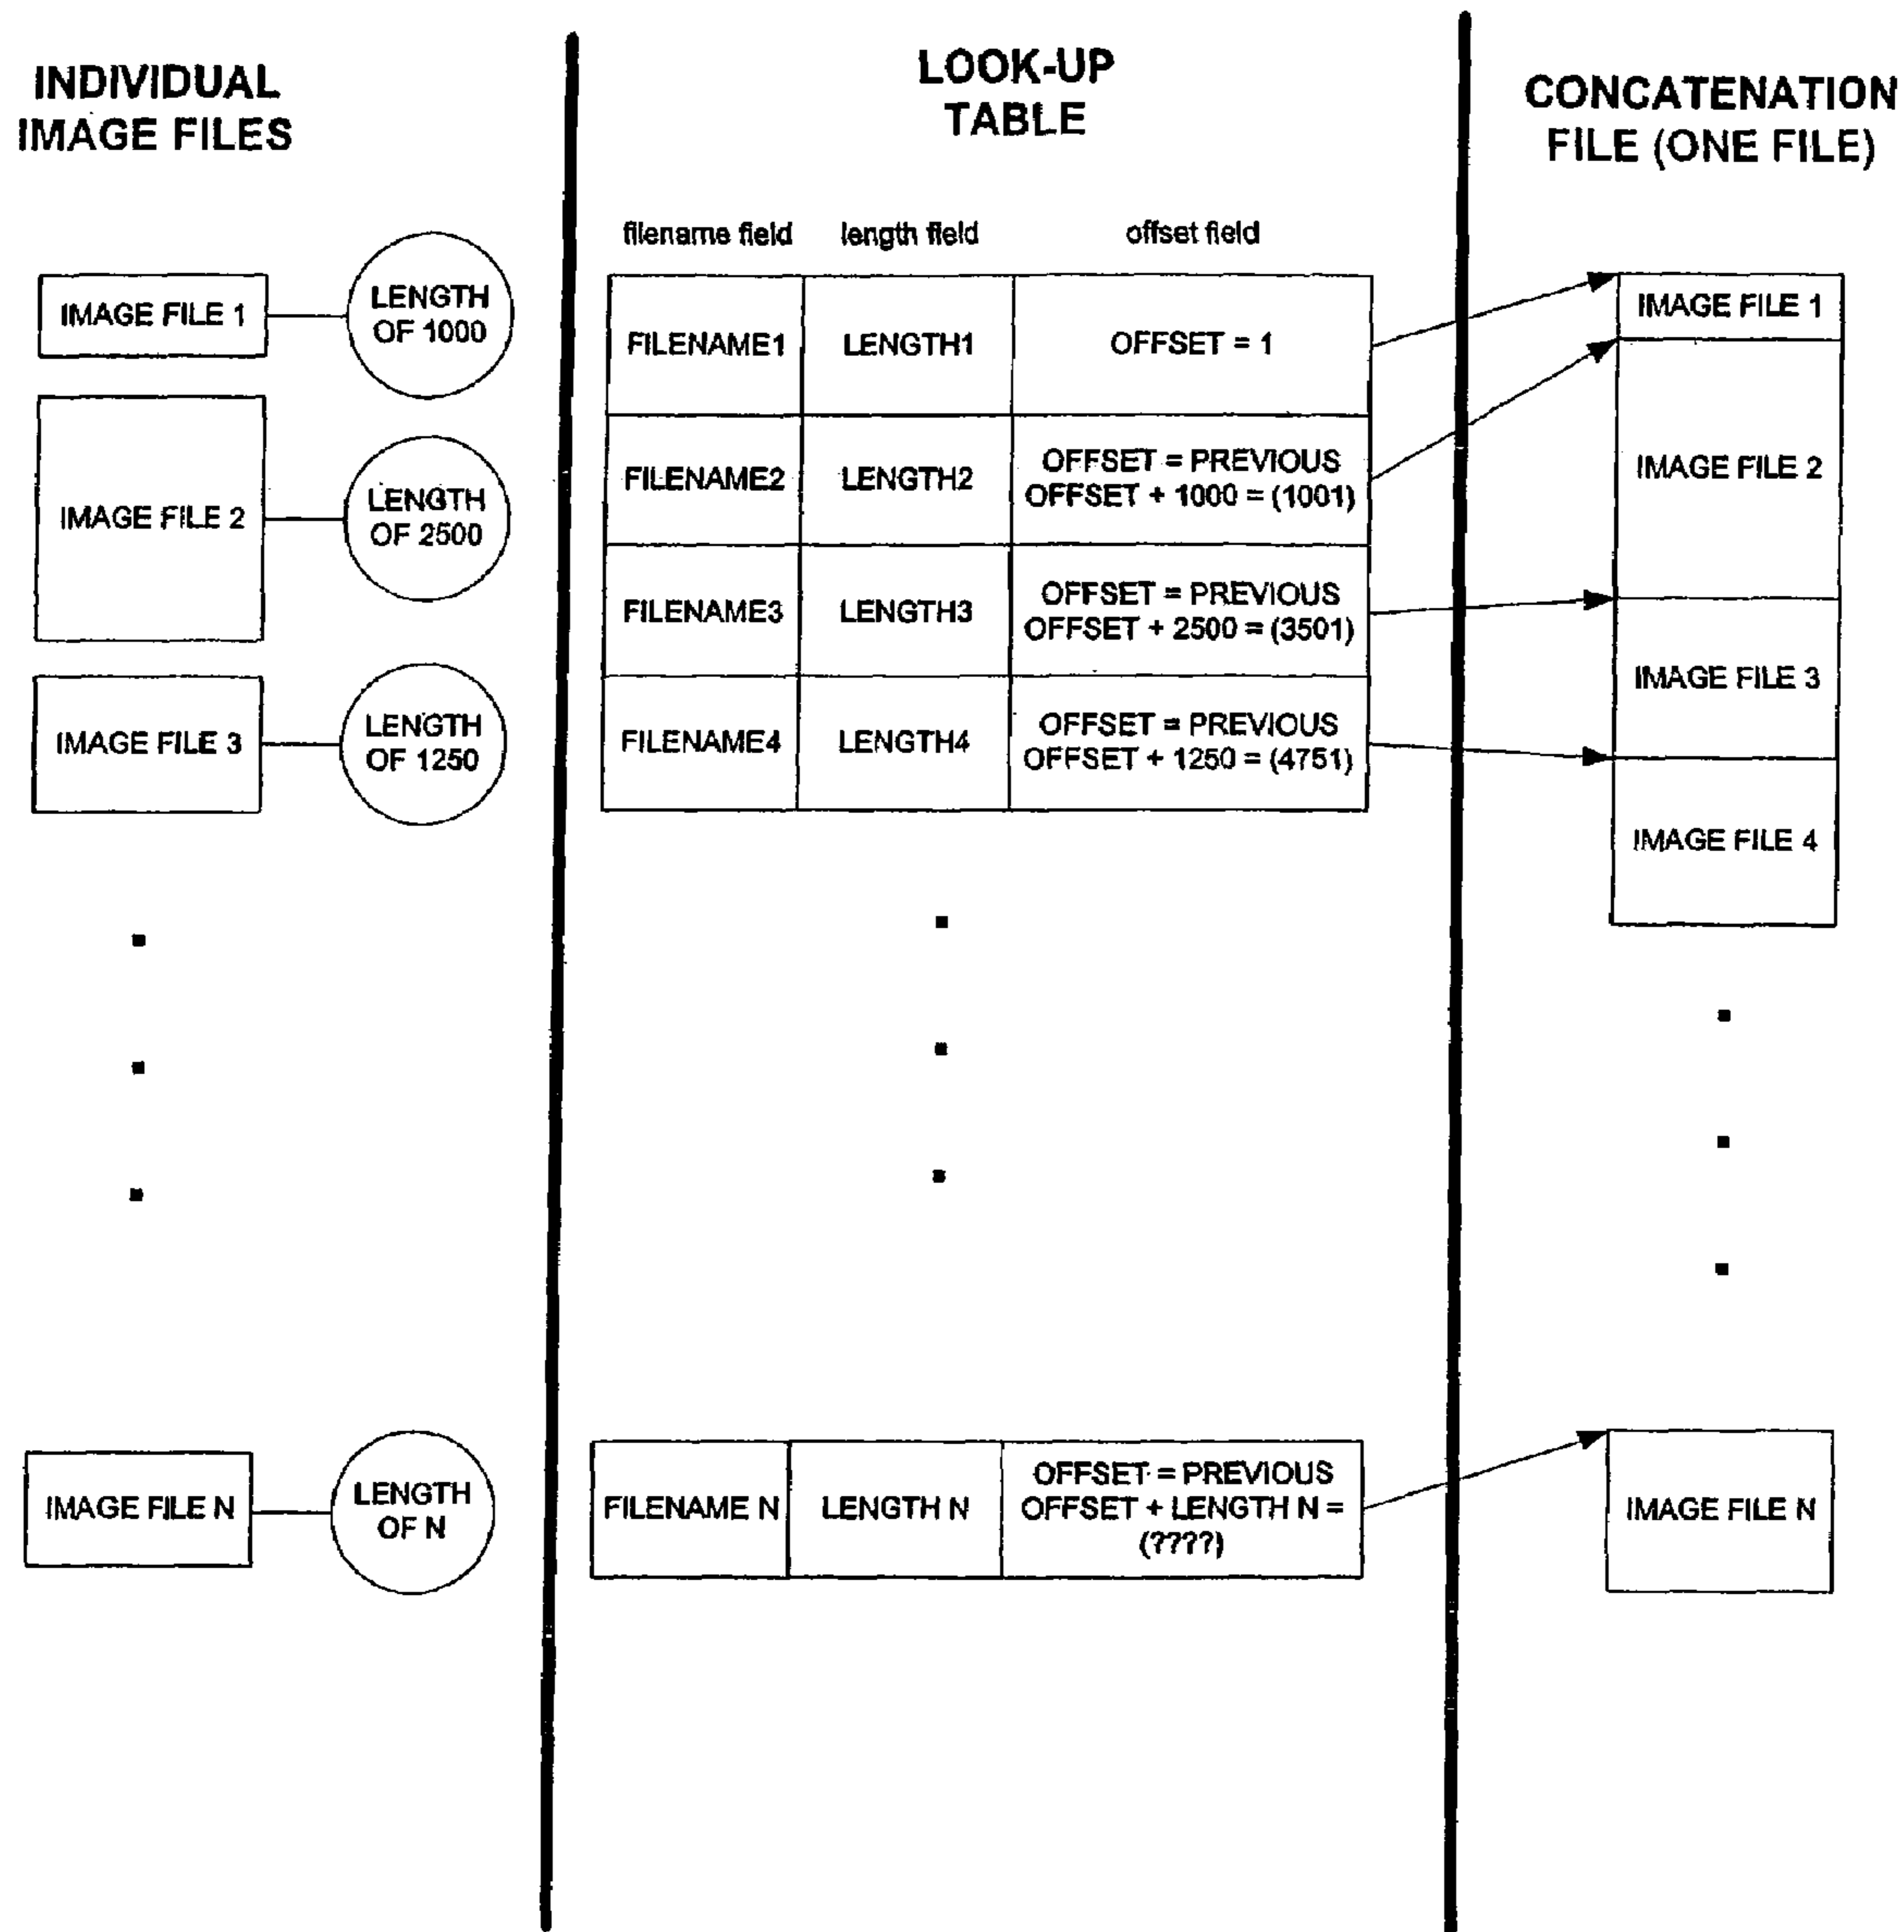 INDIVIDUAL
IMAGE FILES
LOOK-UP
TABLE
CONCATENATION
FILE (ONE FILE)
filename field
length field
offset field
IMAGE FILE 1
LENGTH
OF 1000
FILENAME1
LENGTH1
OFFSET = 1
IMAGE FILE 1
IMAGE FILE 2
LENGTH
OF 2500
FILENAME2
LENGTH2
OFFSET = PREVIOUS
OFFSET + 1000 = (1001)
IMAGE FILE 2
FILENAME3
LENGTH3
OFFSET = PREVIOUS
OFFSET + 2500 = (3501)
IMAGE FILE 3
IMAGE FILE 3
LENGTH
OF 1250
FILENAME4
LENGTH4
OFFSET = PREVIOUS
OFFSET + 1250 = (4751)
IMAGE FILE 4
IMAGE FILE N
LENGTH
OF N
FILENAME N
LENGTH N
OFFSET = PREVIOUS
OFFSET + LENGTH N =
(????)
IMAGE FILE N